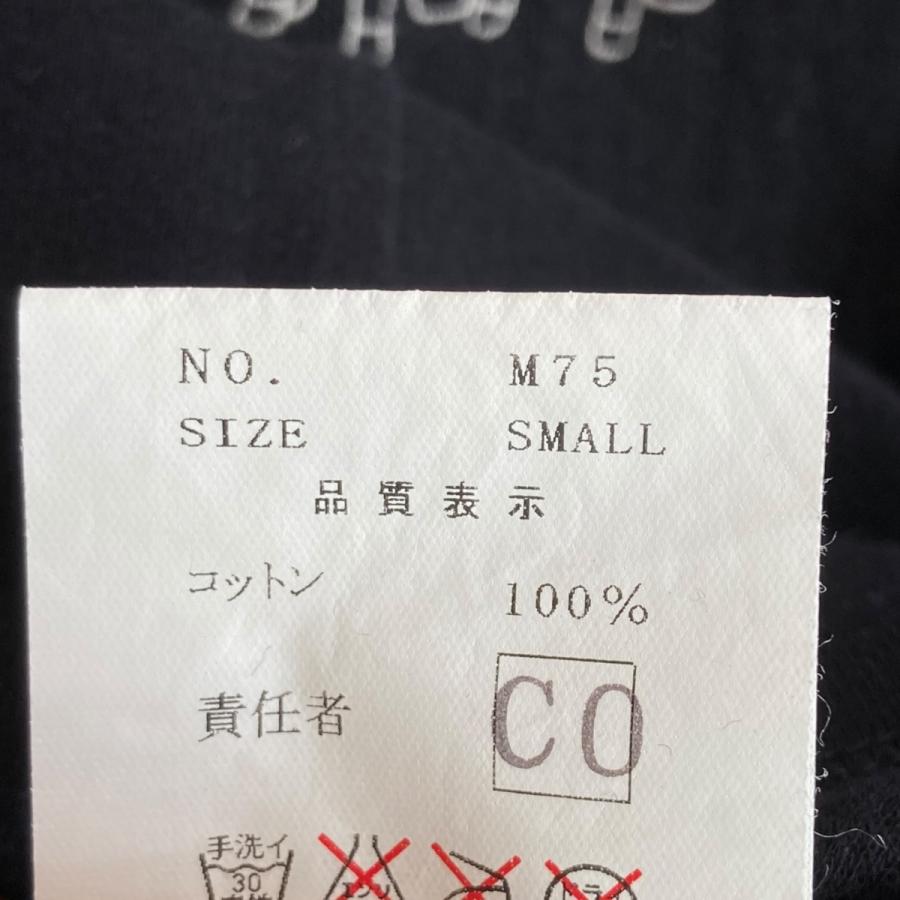 NO. M75
SIZE SMALL
品質表示
コットン 100%
責任者 CO
手洗イ
30